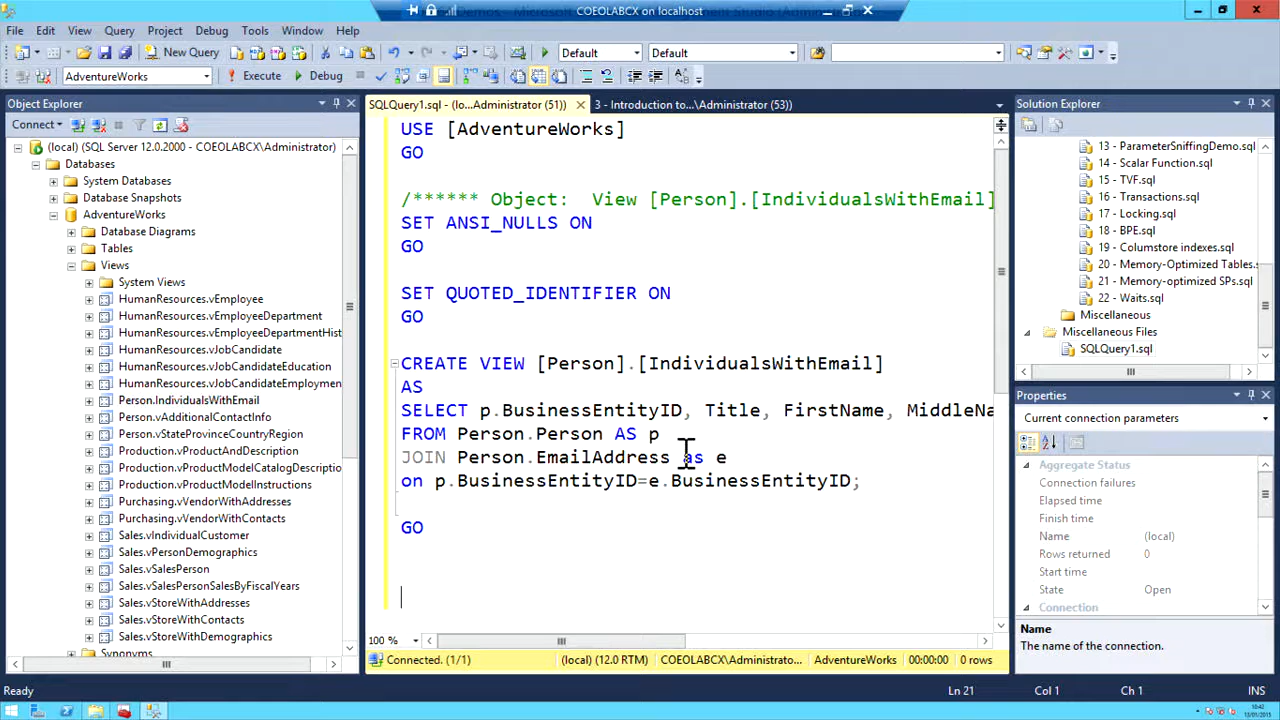 COEOLABCX on localhost
File Edit View Query Project Debug Tools Window Help
New Query Default Default
AdventureWorks Execute Debug
Object Explorer
Connect
(local) (SQL Server 12.0.2000 - COEOLABCX\Administrator)
Databases
System Databases
Database Snapshots
AdventureWorks
Database Diagrams
Tables
Views
System Views
HumanResources.vEmployee
HumanResources.vEmployeeDepartment
HumanResources.vEmployeeDepartmentHist
HumanResources.vJobCandidate
HumanResources.vJobCandidateEducation
HumanResources.vJobCandidateEmploymen
Person.IndividualsWithEmail
Person.vAdditionalContactInfo
Person.vStateProvinceCountryRegion
Production.vProductAndDescription
Production.vProductModelCatalogDescription
Production.vProductModelInstructions
Purchasing.vVendorWithAddresses
Purchasing.vVendorWithContacts
Sales.vIndividualCustomer
Sales.vPersonDemographics
Sales.vSalesPerson
Sales.vSalesPersonSalesByFiscalYears
Sales.vStoreWithAddresses
Sales.vStoreWithContacts
Sales.vStoreWithDemographics
Synonyms
SQLQuery1.sql - (lo...Administrator (51)) 3 - Introduction to...\Administrator (53))
USE [AdventureWorks]
GO
/****** Object: View [Person].[IndividualsWithEmail]
SET ANSI_NULLS ON
GO
SET QUOTED_IDENTIFIER ON
GO
CREATE VIEW [Person].[IndividualsWithEmail]
AS
SELECT p.BusinessEntityID, Title, FirstName, MiddleNa
FROM Person.Person AS p
JOIN Person.EmailAddress as e
on p.BusinessEntityID=e.BusinessEntityID;
GO
100 %
Connected. (1/1) (local) (12.0 RTM) COEOLABCX\Administrato... AdventureWorks 00:00:00 0 rows
Solution Explorer
13 - ParameterSniffingDemo.sql
14 - Scalar Function.sql
15 - TVF.sql
16 - Transactions.sql
17 - Locking.sql
18 - BPE.sql
19 - Columstore indexes.sql
20 - Memory-Optimized Tables.s
21 - Memory-optimized SPs.sql
22 - Waits.sql
Miscellaneous
Miscellaneous Files
SQLQuery1.sql
Properties
Current connection parameters
Aggregate Status
Connection failures
Elapsed time
Finish time
Name (local)
Rows returned 0
Start time
State Open
Connection
Name
The name of the connection.
Ready Ln 21 Col 1 Ch 1 INS
10:42
13/01/2015